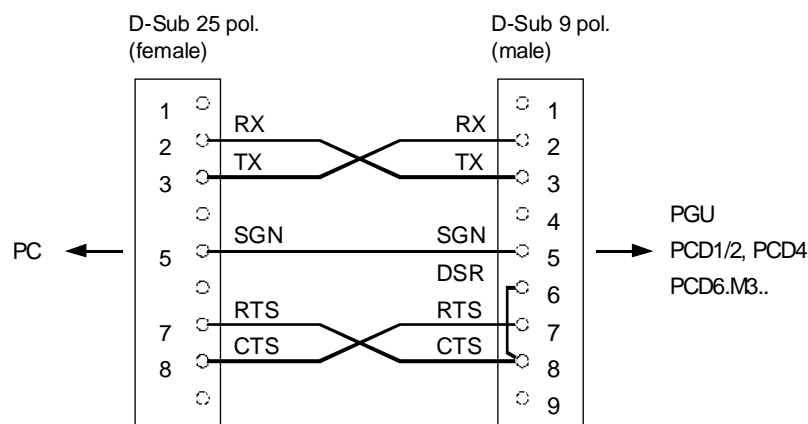 D-Sub 25 pol.
(female)
D-Sub 9 pol.
(male)
1
1
2
RX
RX
2
3
TX
TX
3
4
PC
5
SGN
SGN
5
DSR
6
7
RTS
RTS
7
8
CTS
CTS
8
9
PGU
PCD1/2, PCD4
PCD6.M3..